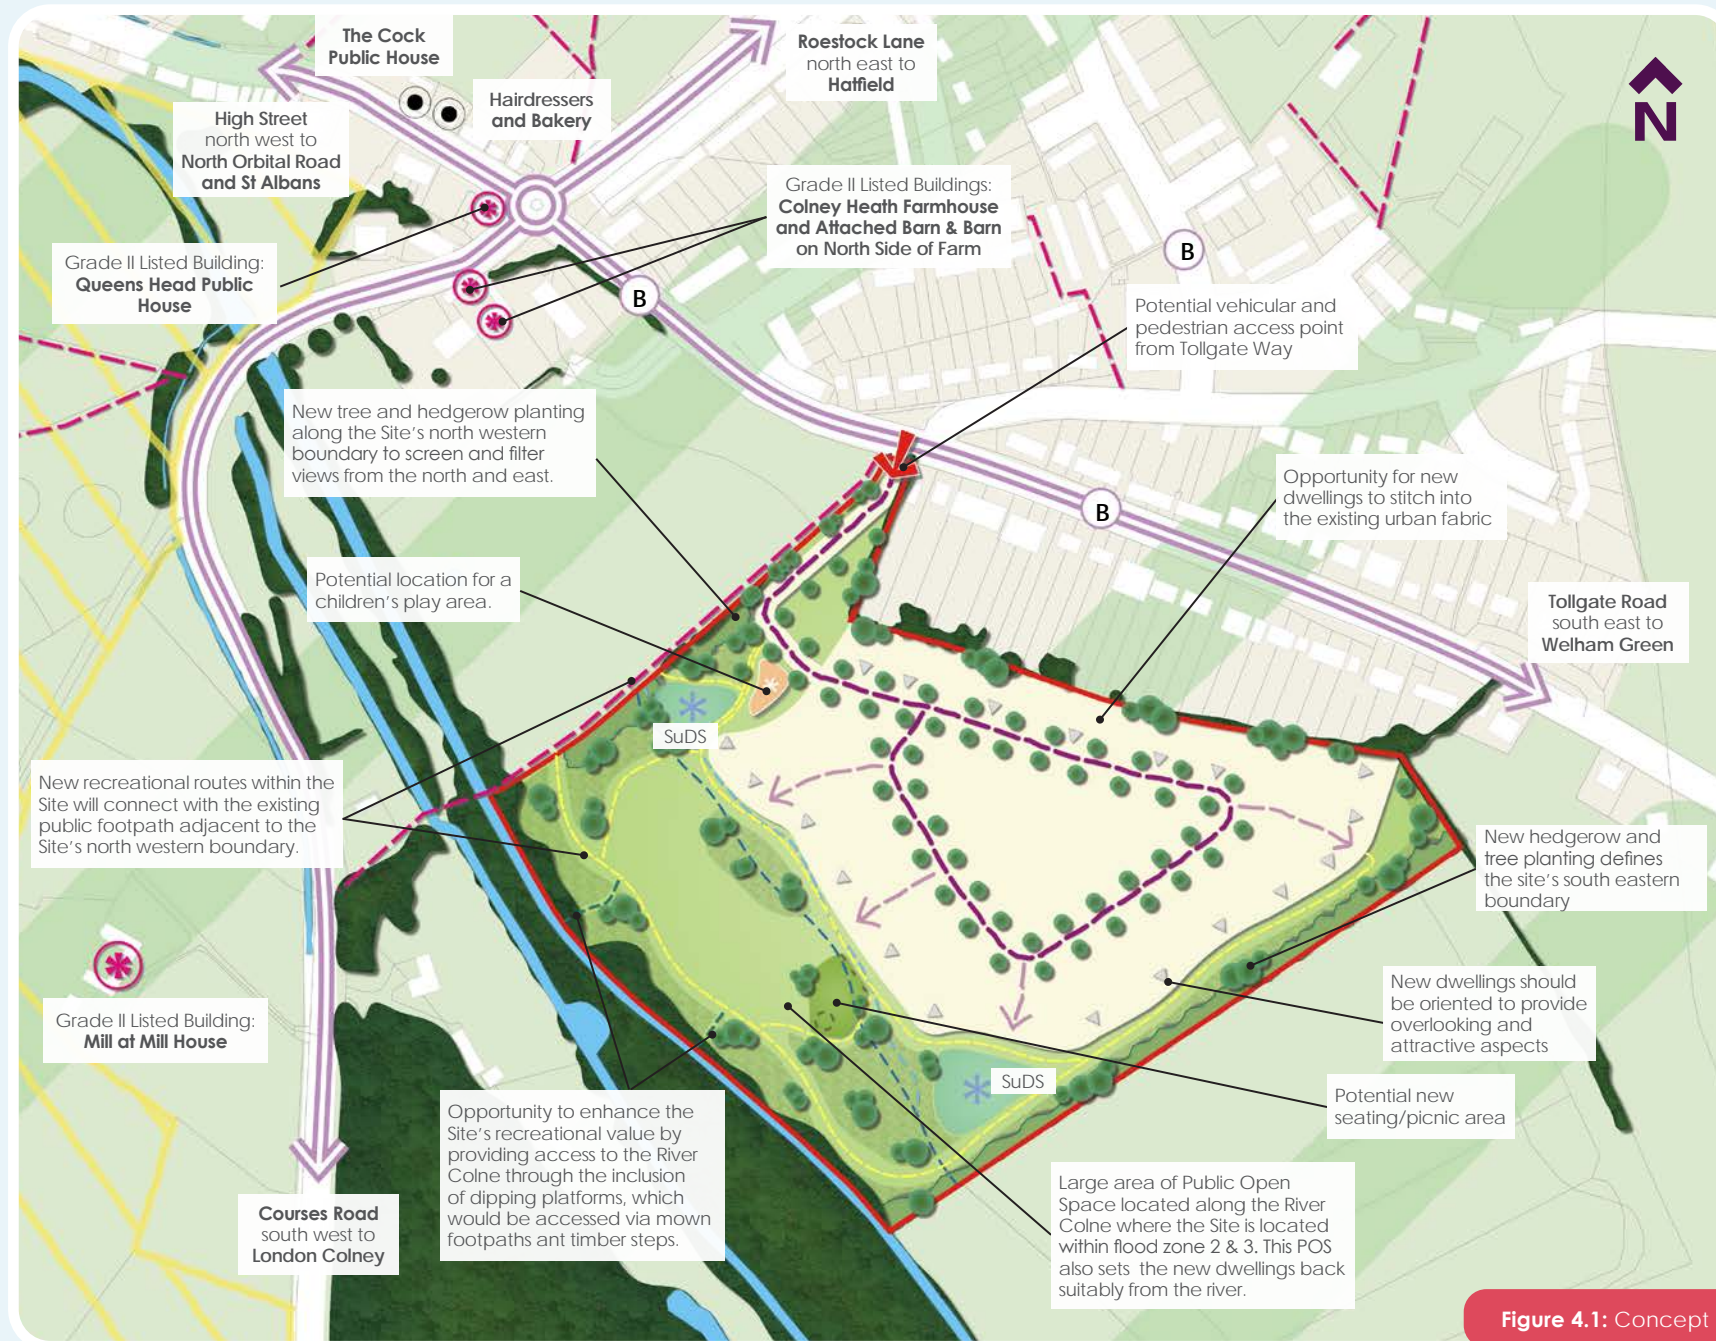 The Cock
Public House
Roestock Lane
north east to
Hatfield
N
Hairdressers
and Bakery
High Street
north west to
North Orbital Road
and St Albans
Grade II Listed Buildings:
Colney Heath Farmhouse
and Attached Barn & Barn
on North Side of Farm
B
Grade II Listed Building:
Queens Head Public
House
B
Potential vehicular and
pedestrian access point
from Tollgate Way
New tree and hedgerow planting
along the Site's north western
boundary to screen and filter
views from the north and east.
Opportunity for new
dwellings to stitch into
the existing urban fabric
B
Potential location for a
children's play area.
Tollgate Road
south east to
Welham Green
SuDS
New recreational routes within the
Site will connect with the existing
public footpath adjacent to the
Site's north western boundary.
New hedgerow and
tree planting defines
the site's south eastern
boundary
New dwellings should
be oriented to provide
overlooking and
attractive aspects
Grade II Listed Building:
Mill at Mill House
SuDS
Potential new
seating/picnic area
Opportunity to enhance the
Site's recreational value by
providing access to the River
Colne through the inclusion
of dipping platforms, which
would be accessed via mown
footpaths ant timber steps.
Large area of Public Open
Space located along the River
Colne where the Site is located
within flood zone 2 & 3. This POS
also sets the new dwellings back
suitably from the river.
Courses Road
south west to
London Colney
Figure 4.1: Concept